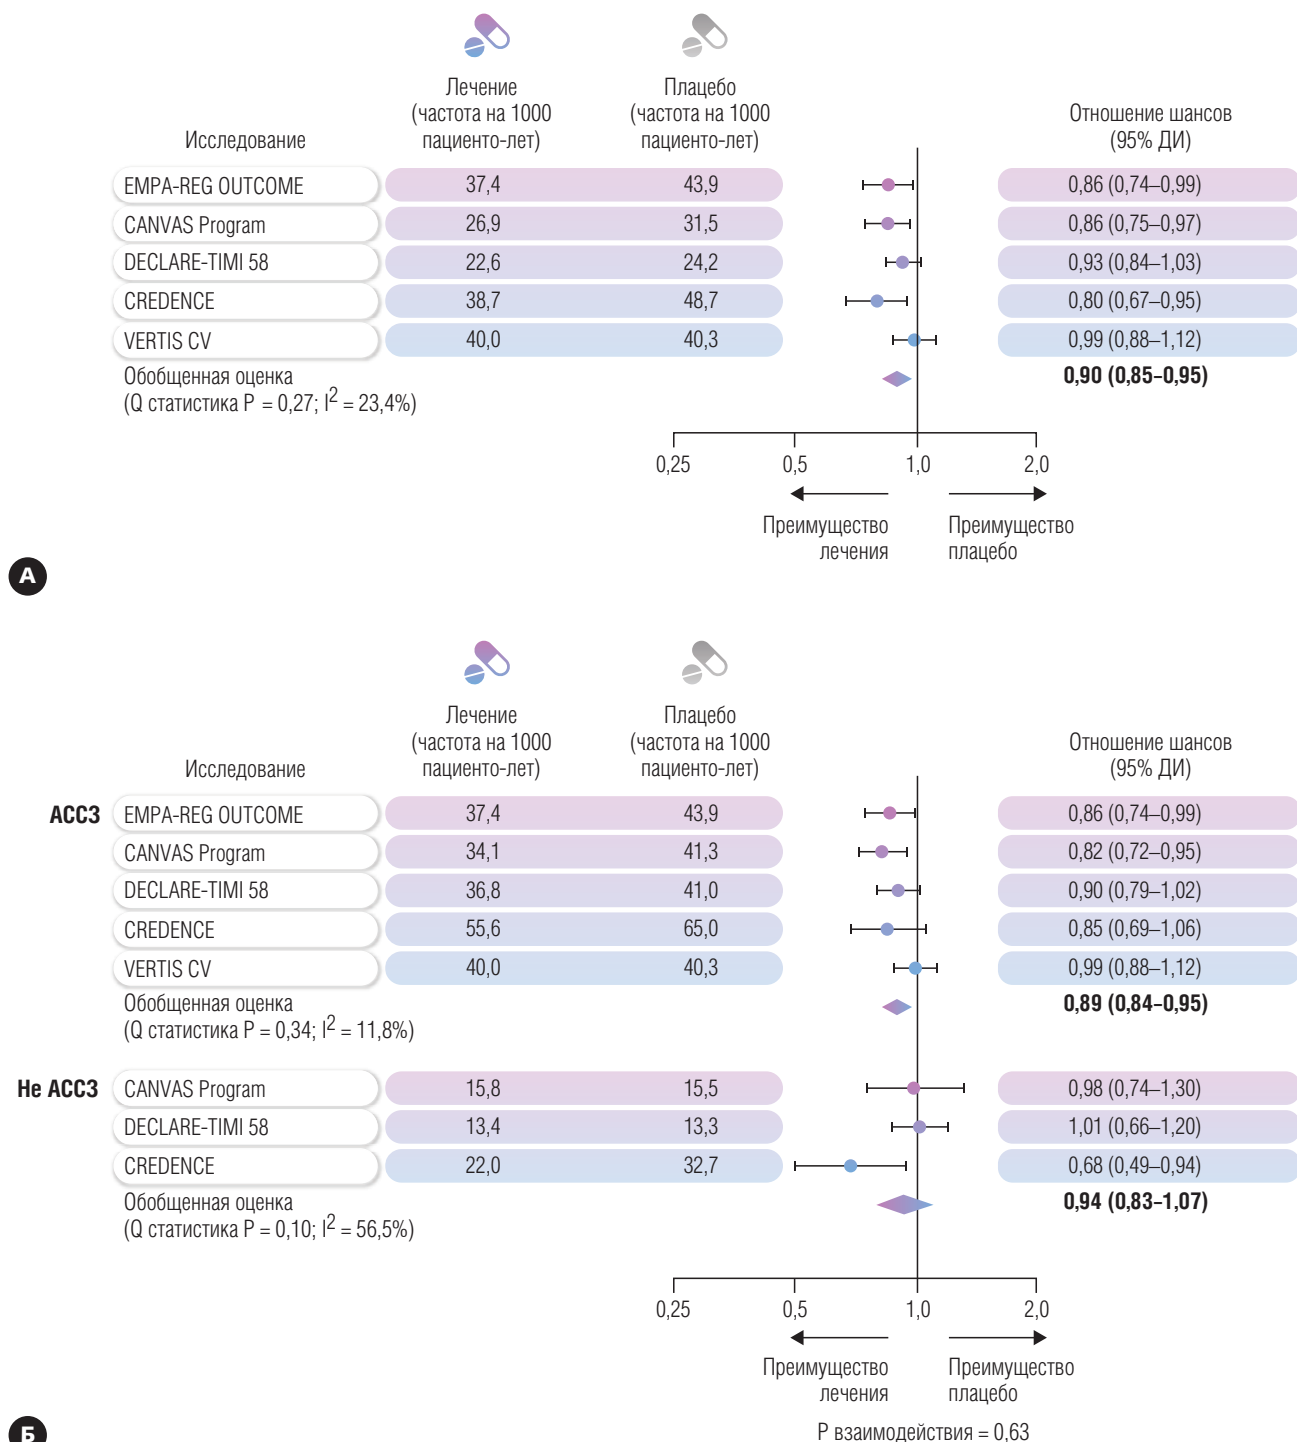 Лечение
(частота на 1000
пациенто-лет)
Плацебо
(частота на 1000
пациенто-лет)
Исследование
Отношение шансов
(95% ДИ)
EMPA-REG OUTCOME 37,4 43,9 0,86 (0,74–0,99)
CANVAS Program 26,9 31,5 0,86 (0,75–0,97)
DECLARE-TIMI 58 22,6 24,2 0,93 (0,84–1,03)
CREDENCE 38,7 48,7 0,80 (0,67–0,95)
VERTIS CV 40,0 40,3 0,99 (0,88–1,12)
Обобщенная оценка 0,90 (0,85–0,95)
(Q статистика P = 0,27; I² = 23,4%)
0,25 0,5 1,0 2,0
Преимущество
лечения
Преимущество
плацебо
А
Лечение
(частота на 1000
пациенто-лет)
Плацебо
(частота на 1000
пациенто-лет)
Исследование
Отношение шансов
(95% ДИ)
АССЗ EMPA-REG OUTCOME 37,4 43,9 0,86 (0,74–0,99)
CANVAS Program 34,1 41,3 0,82 (0,72–0,95)
DECLARE-TIMI 58 36,8 41,0 0,90 (0,79–1,02)
CREDENCE 55,6 65,0 0,85 (0,69–1,06)
VERTIS CV 40,0 40,3 0,99 (0,88–1,12)
Обобщенная оценка 0,89 (0,84–0,95)
(Q статистика P = 0,34; I² = 11,8%)
Не АССЗ CANVAS Program 15,8 15,5 0,98 (0,74–1,30)
DECLARE-TIMI 58 13,4 13,3 1,01 (0,66–1,20)
CREDENCE 22,0 32,7 0,68 (0,49–0,94)
Обобщенная оценка 0,94 (0,83–1,07)
(Q статистика P = 0,10; I² = 56,5%)
0,25 0,5 1,0 2,0
Преимущество
лечения
Преимущество
плацебо
P взаимодействия = 0,63
Б